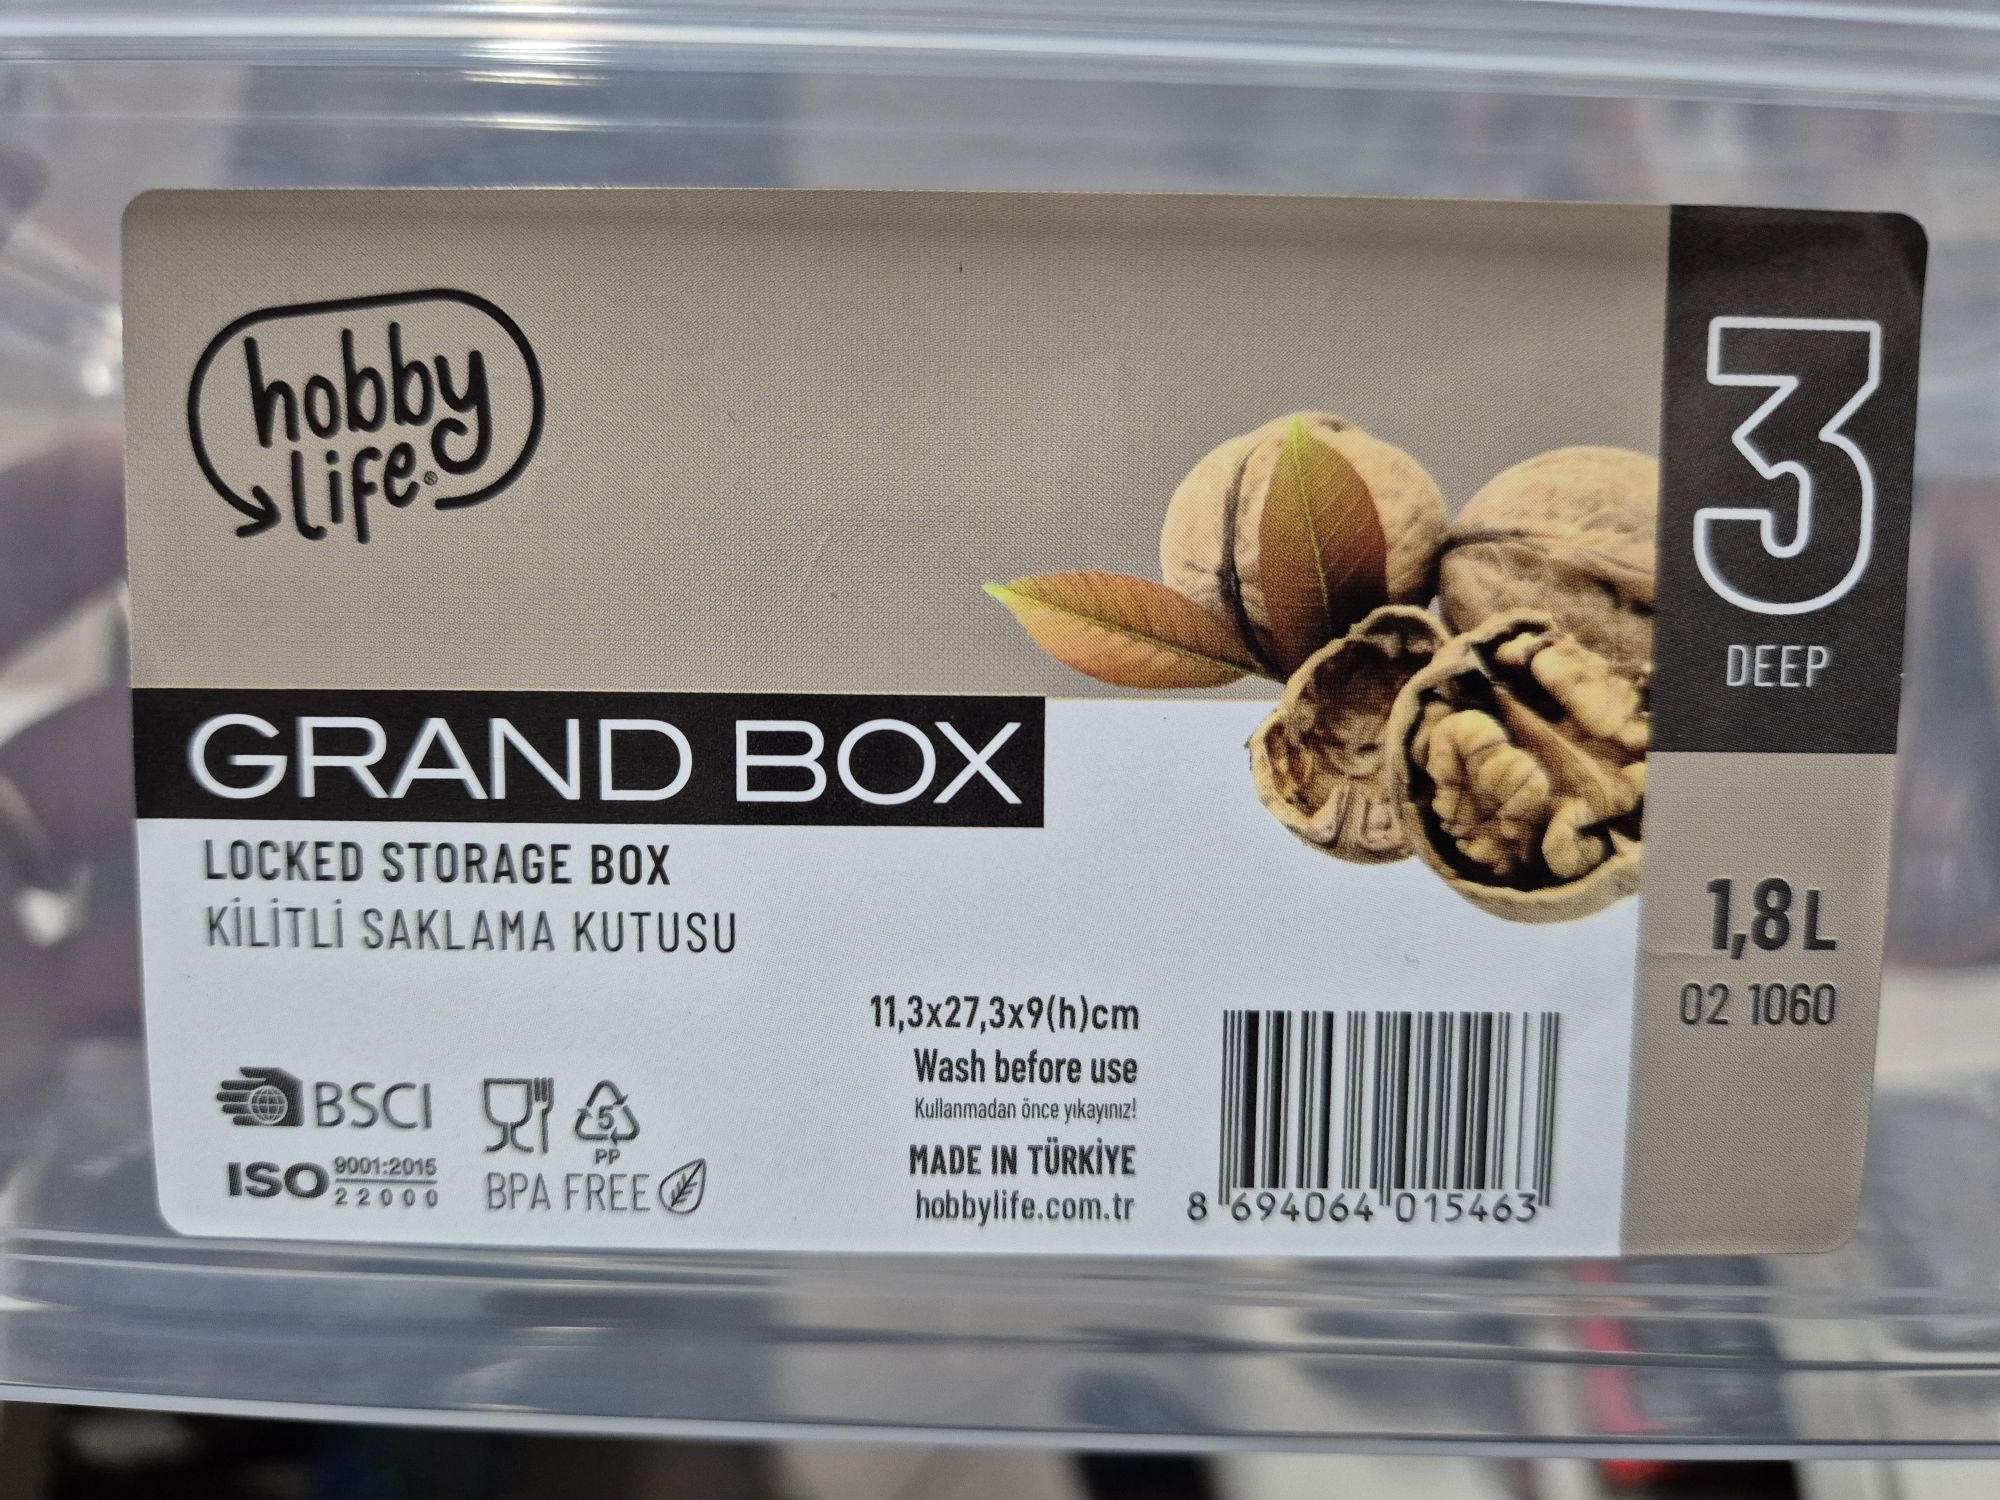 hobby
life®
3
DEEP
GRAND BOX
LOCKED STORAGE BOX
KİLİTLİ SAKLAMA KUTUSU
1,8 L
02 1060
11,3x27,3x9(h)cm
Wash before use
Kullanmadan önce yıkayınız!
MADE IN TÜRKİYE
hobbylife.com.tr
BSCI
ISO 9001:2015
22000
5
PP
BPA FREE
8 694064 015463